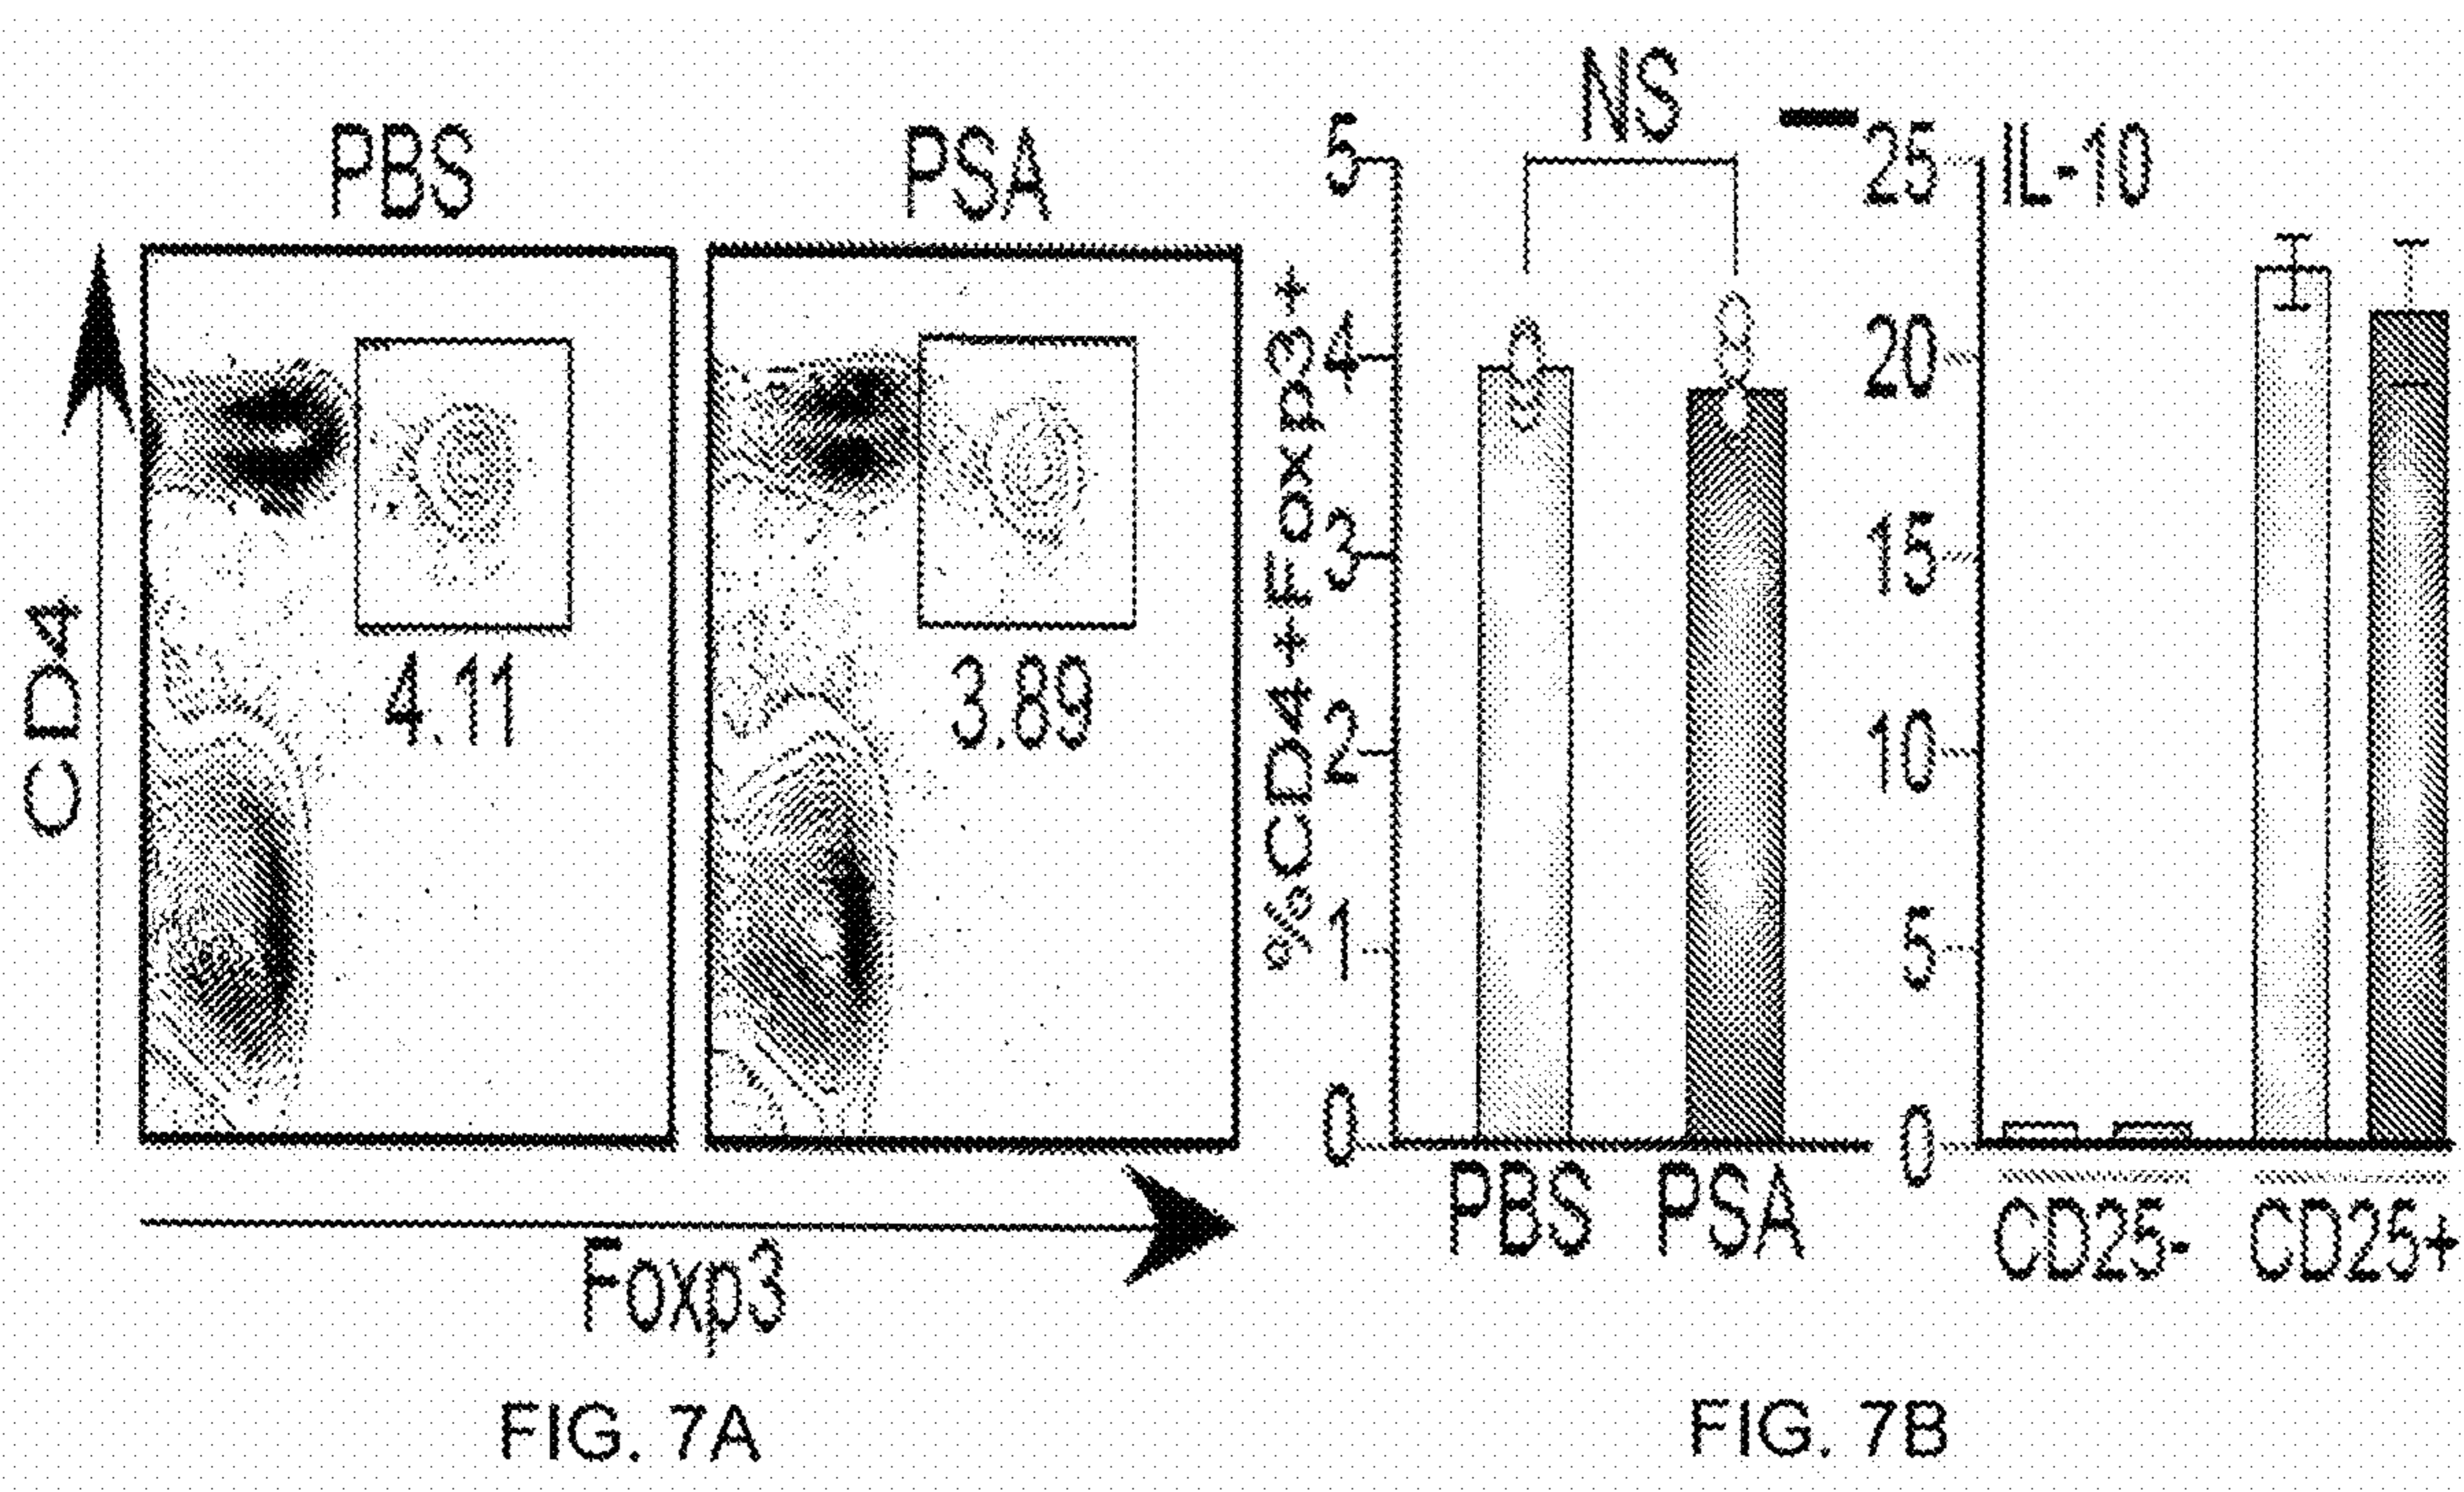 PBS
PSA
CD4
4.11
3.89
Foxp3
FIG. 7A
NS
%CD4+Foxp3+
5
4
3
2
1
0
PBS PSA
IL-10
25
20
15
10
5
0
CD25- CD25+
FIG. 7B